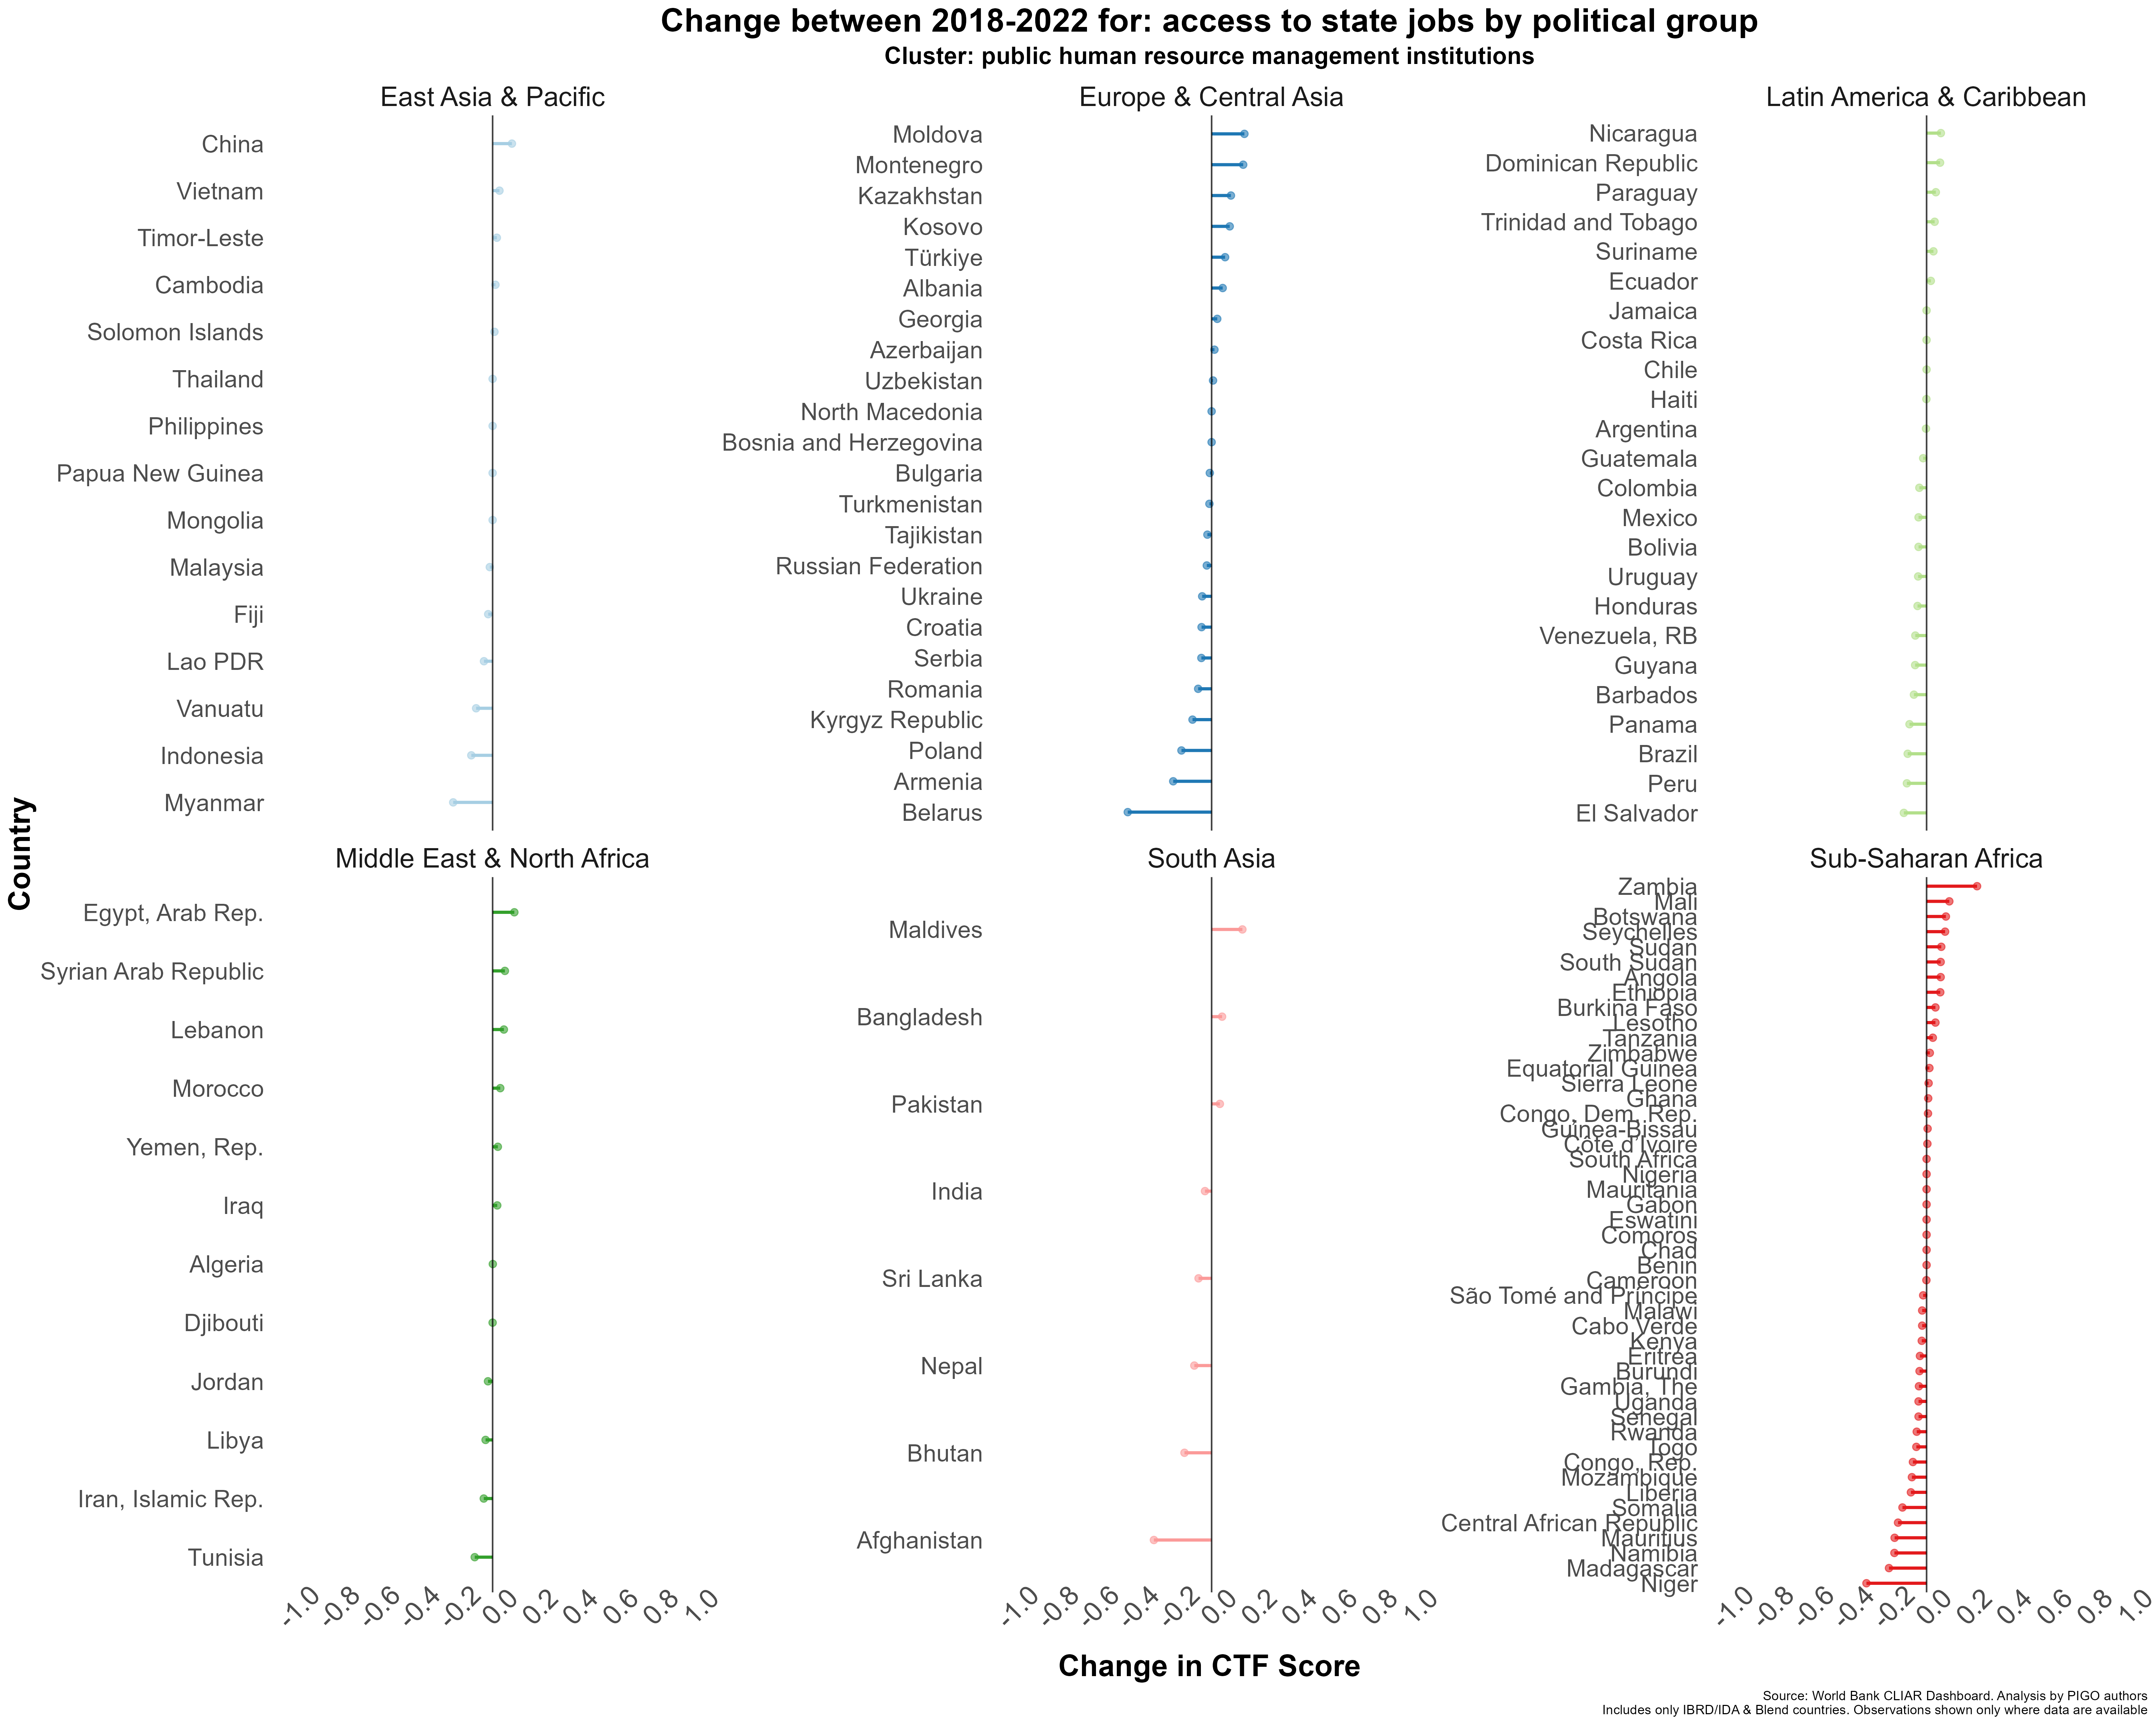 Change between 2018-2022 for: access to state jobs by political group
Cluster: public human resource management institutions
East Asia & Pacific
China
Vietnam
Timor-Leste
Cambodia
Solomon Islands
Thailand
Philippines
Papua New Guinea
Mongolia
Malaysia
Fiji
Lao PDR
Vanuatu
Indonesia
Myanmar
Europe & Central Asia
Moldova
Montenegro
Kazakhstan
Kosovo
Türkiye
Albania
Georgia
Azerbaijan
Uzbekistan
North Macedonia
Bosnia and Herzegovina
Bulgaria
Turkmenistan
Tajikistan
Russian Federation
Ukraine
Croatia
Serbia
Romania
Kyrgyz Republic
Poland
Armenia
Belarus
Latin America & Caribbean
Nicaragua
Dominican Republic
Paraguay
Trinidad and Tobago
Suriname
Ecuador
Jamaica
Costa Rica
Chile
Haiti
Argentina
Guatemala
Colombia
Mexico
Bolivia
Uruguay
Honduras
Venezuela, RB
Guyana
Barbados
Panama
Brazil
Peru
El Salvador
Country
Middle East & North Africa
Egypt, Arab Rep.
Syrian Arab Republic
Lebanon
Morocco
Yemen, Rep.
Iraq
Algeria
Djibouti
Jordan
Libya
Iran, Islamic Rep.
Tunisia
-1.0 -0.8 -0.6 -0.4 -0.2 0.0 0.2 0.4 0.6 0.8 1.0
South Asia
Maldives
Bangladesh
Pakistan
India
Sri Lanka
Nepal
Bhutan
Afghanistan
-1.0 -0.8 -0.6 -0.4 -0.2 0.0 0.2 0.4 0.6 0.8 1.0
Sub-Saharan Africa
Zambia
Mali
Botswana
Seychelles
Sudan
South Sudan
Angola
Ethiopia
Burkina Faso
Lesotho
Tanzania
Zimbabwe
Equatorial Guinea
Sierra Leone
Ghana
Congo, Dem. Rep.
Guinea-Bissau
Côte d'Ivoire
South Africa
Nigeria
Mauritania
Gabon
Eswatini
Comoros
Chad
Benin
Cameroon
São Tomé and Príncipe
Malawi
Cabo Verde
Kenya
Eritrea
Burundi
Gambia, The
Uganda
Senegal
Rwanda
Togo
Congo, Rep.
Mozambique
Liberia
Somalia
Central African Republic
Mauritius
Namibia
Madagascar
Niger
-1.0 -0.8 -0.6 -0.4 -0.2 0.0 0.2 0.4 0.6 0.8 1.0
Change in CTF Score
Source: World Bank CLIAR Dashboard. Analysis by PIGO authors
Includes only IBRD/IDA & Blend countries. Observations shown only where data are available